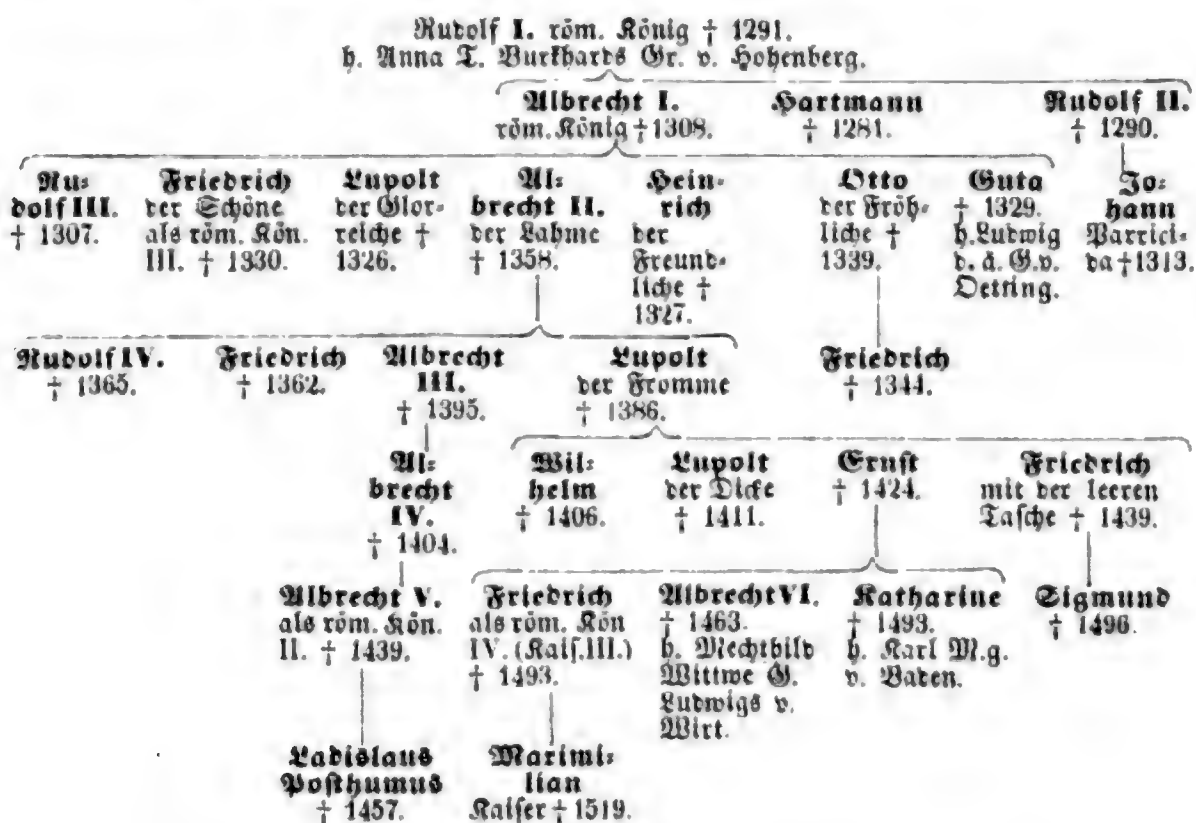 Rudolf I. röm. König † 1291.
h. Anna T. Burkhards Gr. v. Hohenberg.
Albrecht I.
röm. König † 1308.
Hartmann
† 1281.
Rudolf II.
† 1290.
Ru-
dolf III.
† 1307.
Friedrich
der Schöne
als röm. Kön.
III. † 1330.
Lupolt
der Glor-
reiche †
1326.
Al-
brecht II.
der Lahme
† 1358.
Hein-
rich
der
Freund-
liche †
1327.
Otto
der Fröh-
liche †
1339.
Guta
† 1329.
h. Ludwig
d. ä. G. v.
Oetting.
Jo-
hann
Parrici-
da † 1313.
Rudolf IV.
† 1365.
Friedrich
† 1362.
Albrecht
III.
† 1395.
Lupolt
der Fromme
† 1386.
Friedrich
† 1344.
Al-
brecht
IV.
† 1404.
Wil-
helm
† 1406.
Lupolt
der Dicke
† 1411.
Ernst
† 1424.
Friedrich
mit der leeren
Tasche † 1439.
Albrecht V.
als röm. Kön.
II. † 1439.
Friedrich
als röm. Kön
IV. (Kais. III.)
† 1493.
Albrecht VI.
† 1463.
h. Mechthild
Wittwe G.
Ludwigs v.
Wirt.
Katharine
† 1493.
h. Karl M.g.
v. Baden.
Sigmund
† 1496.
Ladislaus
Posthumus
† 1457.
Maximi-
lian
Kaiser † 1519.